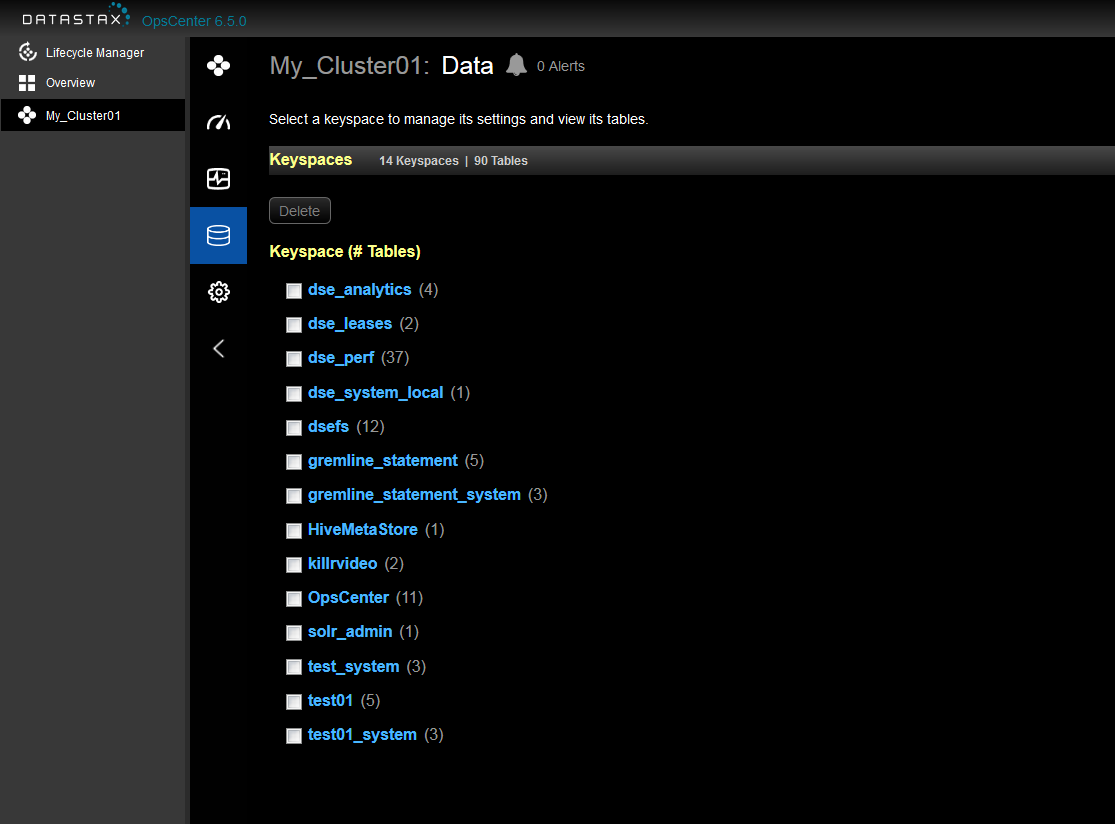 DATASTAX OpsCenter 6.5.0
Lifecycle Manager
Overview
My_Cluster01
My_Cluster01: Data 0 Alerts
Select a keyspace to manage its settings and view its tables.
Keyspaces 14 Keyspaces | 90 Tables
Delete
Keyspace (# Tables)
dse_analytics (4)
dse_leases (2)
dse_perf (37)
dse_system_local (1)
dsefs (12)
gremline_statement (5)
gremline_statement_system (3)
HiveMetaStore (1)
killrvideo (2)
OpsCenter (11)
solr_admin (1)
test_system (3)
test01 (5)
test01_system (3)